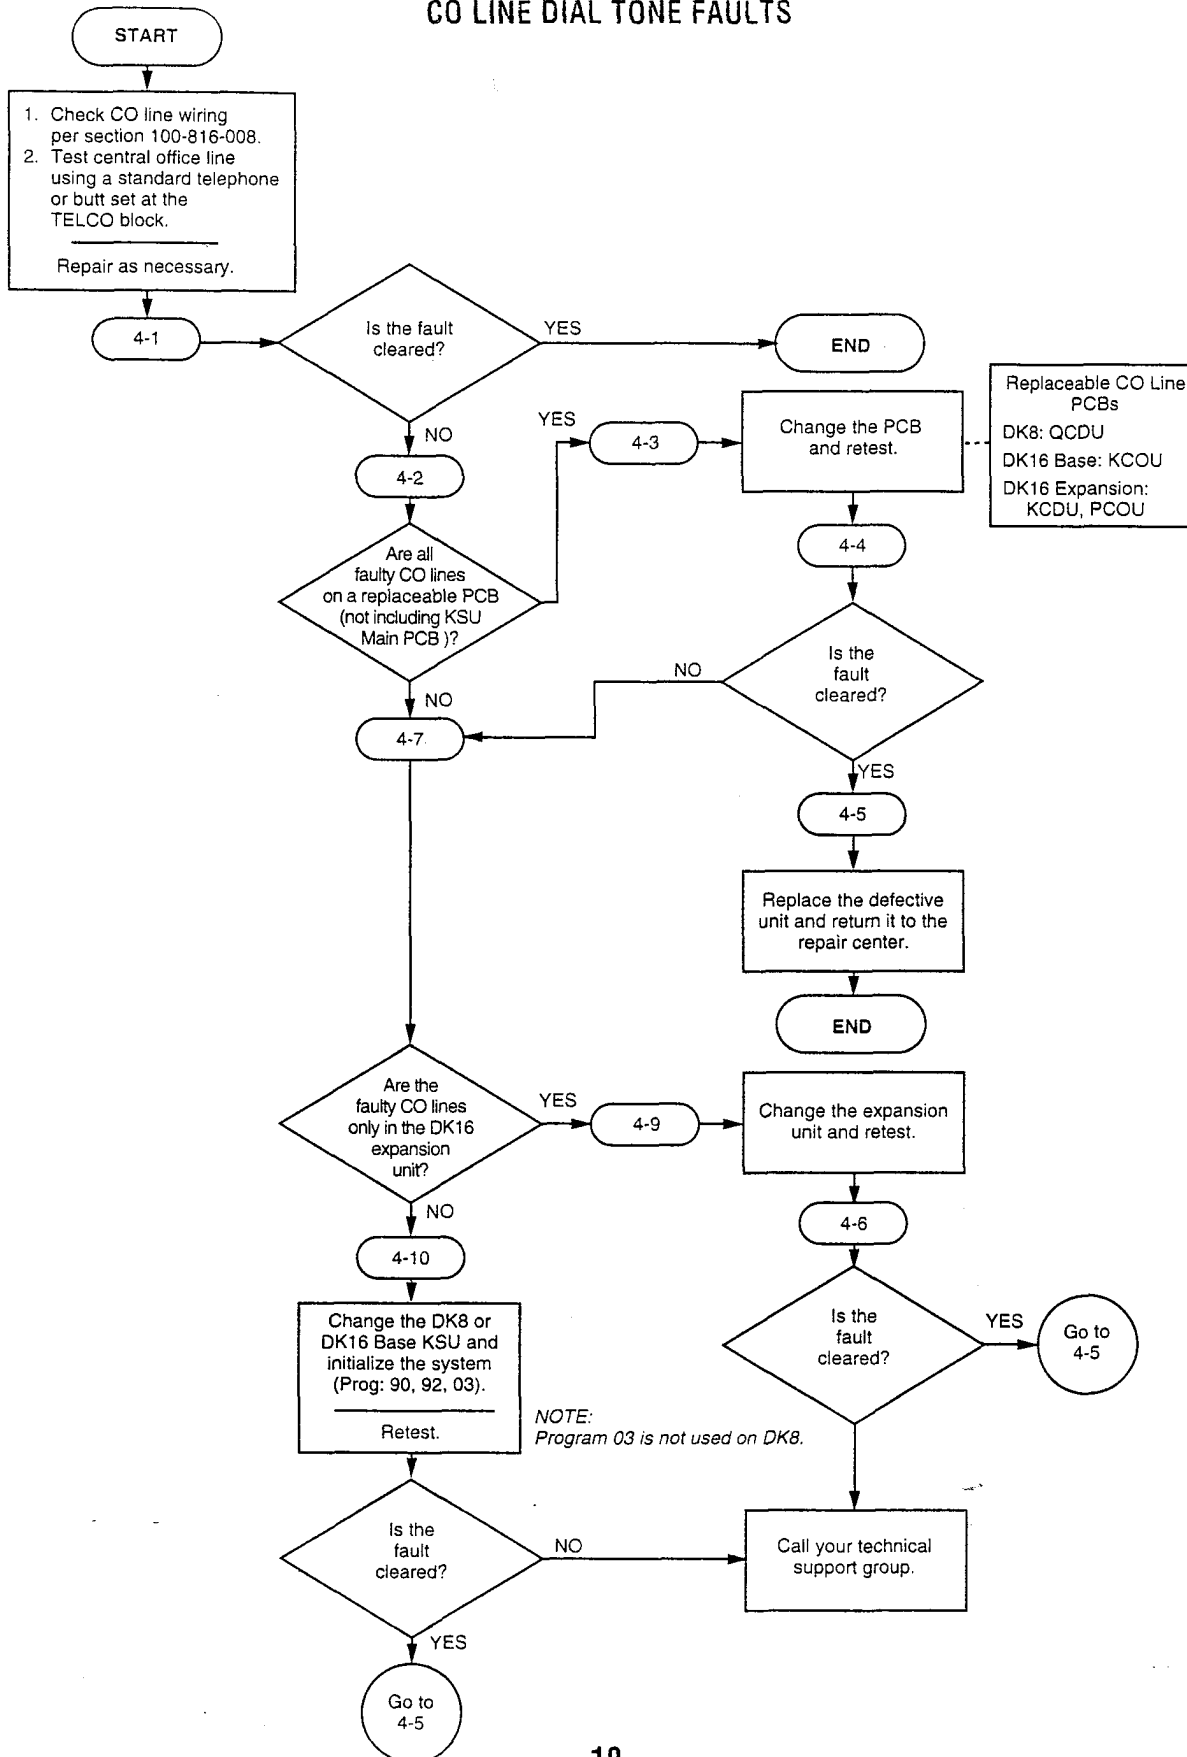 CO LINE DIAL TONE FAULTS
START
1. Check CO line wiring
per section 100-816-008.
2. Test central office line
using a standard telephone
or butt set at the
TELCO block.
Repair as necessary.
4-1
Is the fault
cleared?
YES
END
NO
4-2
Are all
faulty CO lines
on a replaceable PCB
(not including KSU
Main PCB )?
YES
4-3
Change the PCB
and retest.
Replaceable CO Line
PCBs
DK8: QCDU
DK16 Base: KCOU
DK16 Expansion:
KCDU, PCOU
4-4
Is the
fault
cleared?
NO
NO
4-7
YES
4-5
Replace the defective
unit and return it to the
repair center.
END
Are the
faulty CO lines
only in the DK16
expansion
unit?
YES
4-9
Change the expansion
unit and retest.
NO
4-10
4-6
Is the
fault
cleared?
YES
Go to
4-5
Change the DK8 or
DK16 Base KSU and
initialize the system
(Prog: 90, 92, 03).
Retest.
NOTE:
Program 03 is not used on DK8.
Is the
fault
cleared?
NO
Call your technical
support group.
YES
Go to
4-5